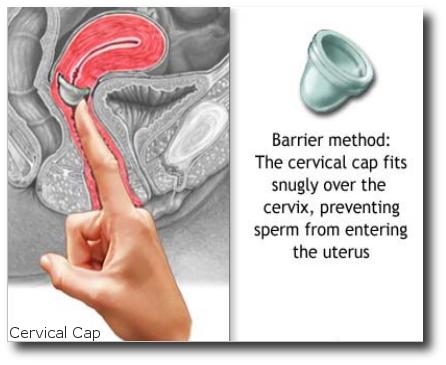 Barrier method:
The cervical cap fits
snugly over the
cervix, preventing
sperm from entering
the uterus
Cervical Cap